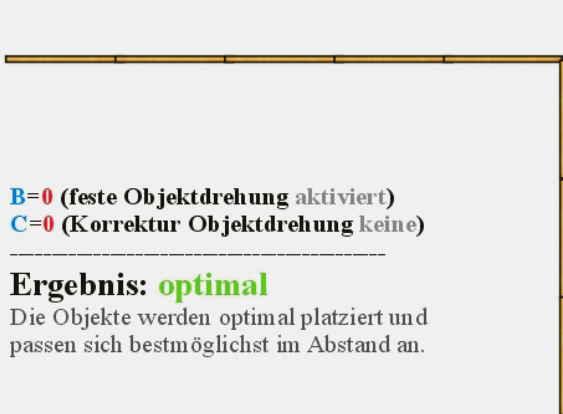 B=0 (feste Objektdrehung aktiviert)
C=0 (Korrektur Objektdrehung keine)
Ergebnis: optimal
Die Objekte werden optimal platziert und
passen sich bestmöglichst im Abstand an.